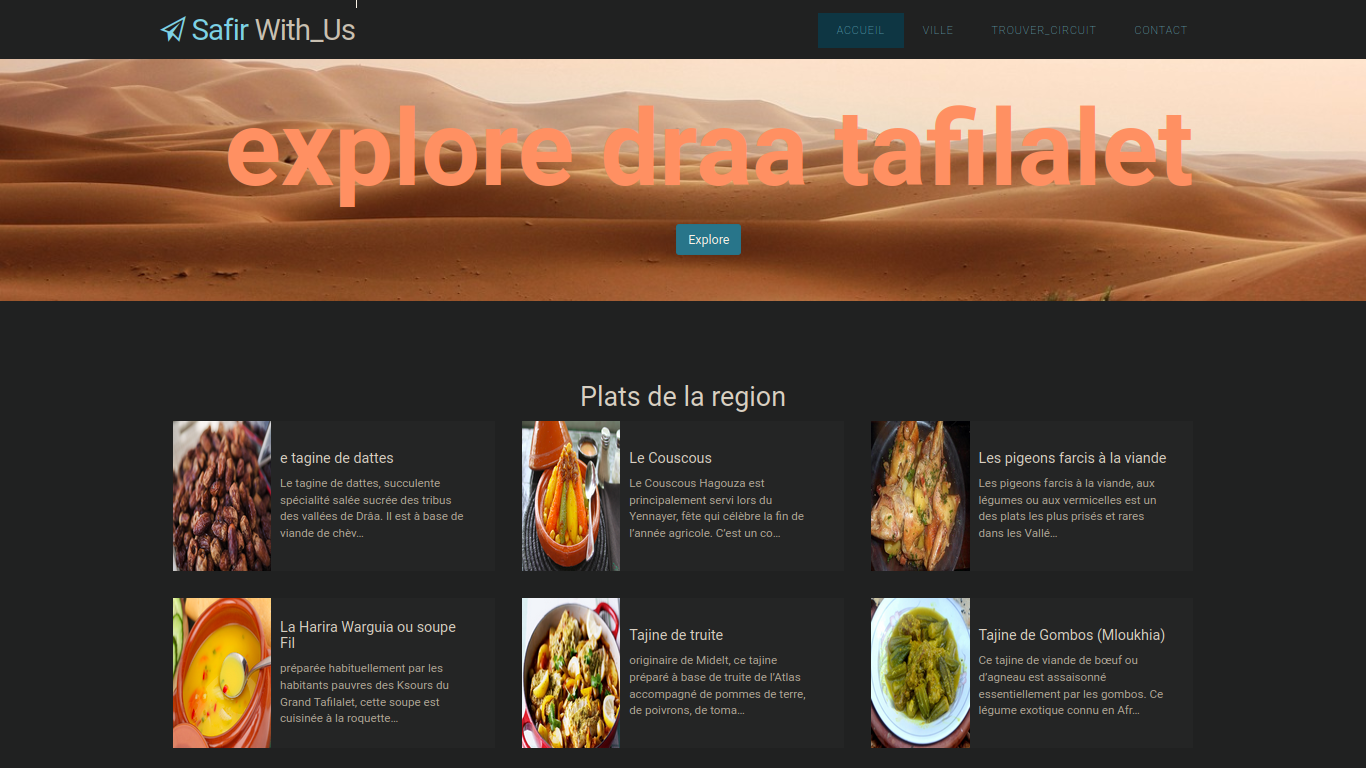 Safir With_Us
ACCUEIL VILLE TROUVER_CIRCUIT CONTACT
explore draa tafilalet
Explore
Plats de la region
e tagine de dattes
Le tagine de dattes, succulente
spécialité salée sucrée des tribus
des vallées de Drâa. Il est à base de
viande de chèv...
Le Couscous
Le Couscous Hagouza est
principalement servi lors du
Yennayer, fête qui célèbre la fin de
l'année agricole. C'est un co...
Les pigeons farcis à la viande
Les pigeons farcis à la viande, aux
légumes ou aux vermicelles est un
des plats les plus prisés et rares
dans les Vallé...
La Harira Warguia ou soupe
Fil
préparée habituellement par les
habitants pauvres des Ksours du
Grand Tafilalet, cette soupe est
cuisinée à la roquette...
Tajine de truite
originaire de Midelt, ce tajine
préparé à base de truite de l'Atlas
accompagné de pommes de terre,
de poivrons, de toma...
Tajine de Gombos (Mloukhia)
Ce tajine de viande de bœuf ou
d'agneau est assaisonné
essentiellement par les gombos. Ce
légume exotique connu en Afr...